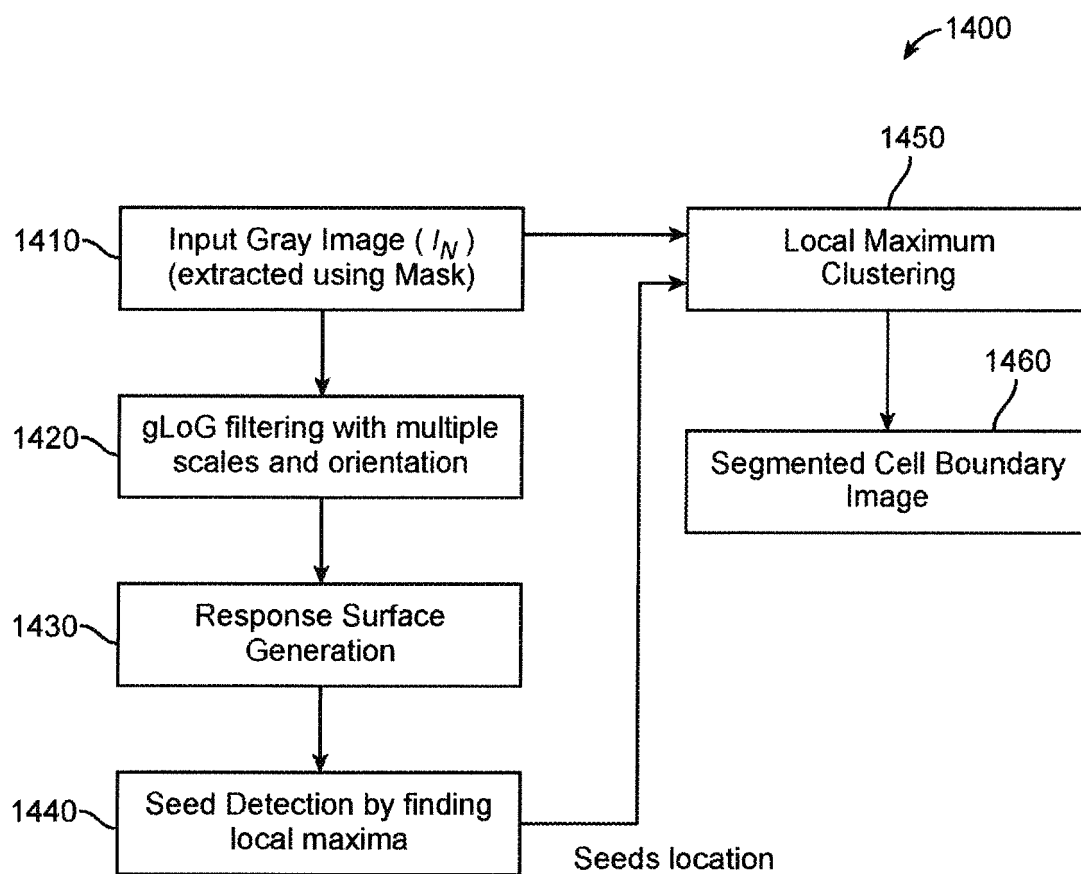 1400
1450
1410
Input Gray Image ( I_N )
(extracted using Mask)
Local Maximum
Clustering
1460
1420
gLoG filtering with multiple
scales and orientation
Segmented Cell Boundary
Image
1430
Response Surface
Generation
1440
Seed Detection by finding
local maxima
Seeds location